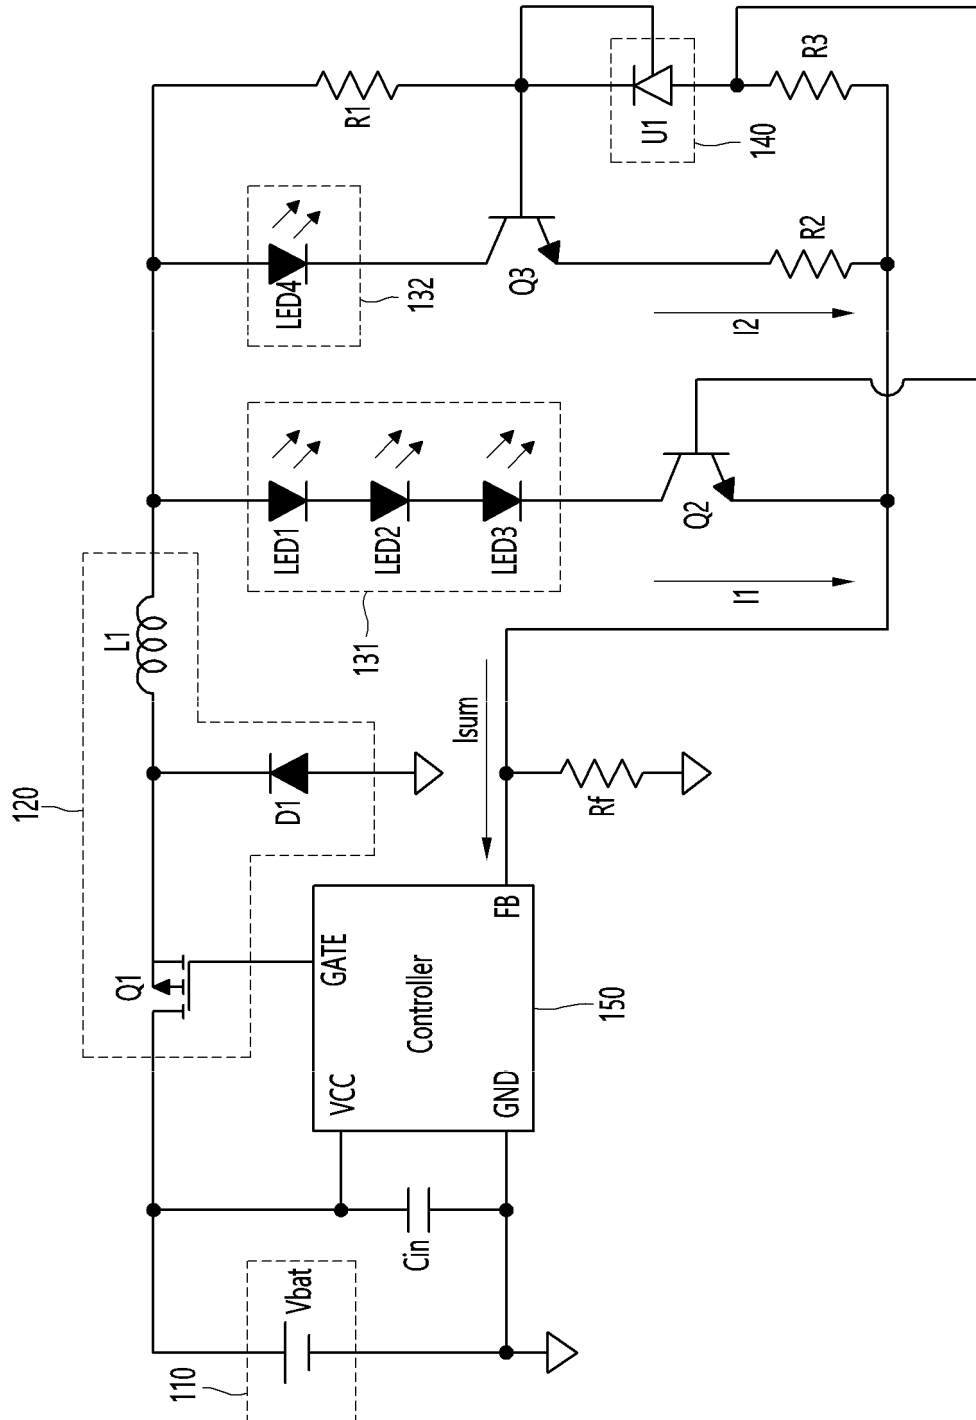 110
Vbat
Cin
120
Q1
D1
L1
VCC
GATE
Controller
GND
FB
150
Isum
Rf
131
LED1
LED2
LED3
I1
Q2
LED4
132
I2
Q3
R2
R1
U1
140
R3